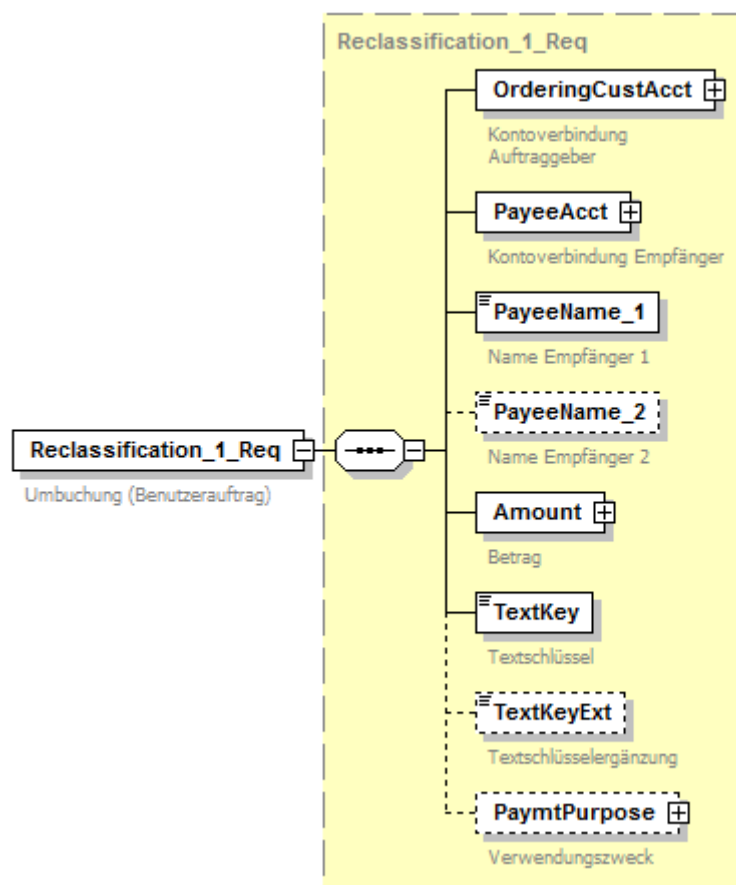 Reclassification_1_Req
OrderingCustAcct
Kontoverbindung
Auftraggeber
PayeeAcct
Kontoverbindung Empfänger
PayeeName_1
Name Empfänger 1
PayeeName_2
Name Empfänger 2
Reclassification_1_Req
Umbuchung (Benutzerauftrag)
Amount
Betrag
TextKey
Textschlüssel
TextKeyExt
Textschlüsselergänzung
PaymtPurpose
Verwendungszweck